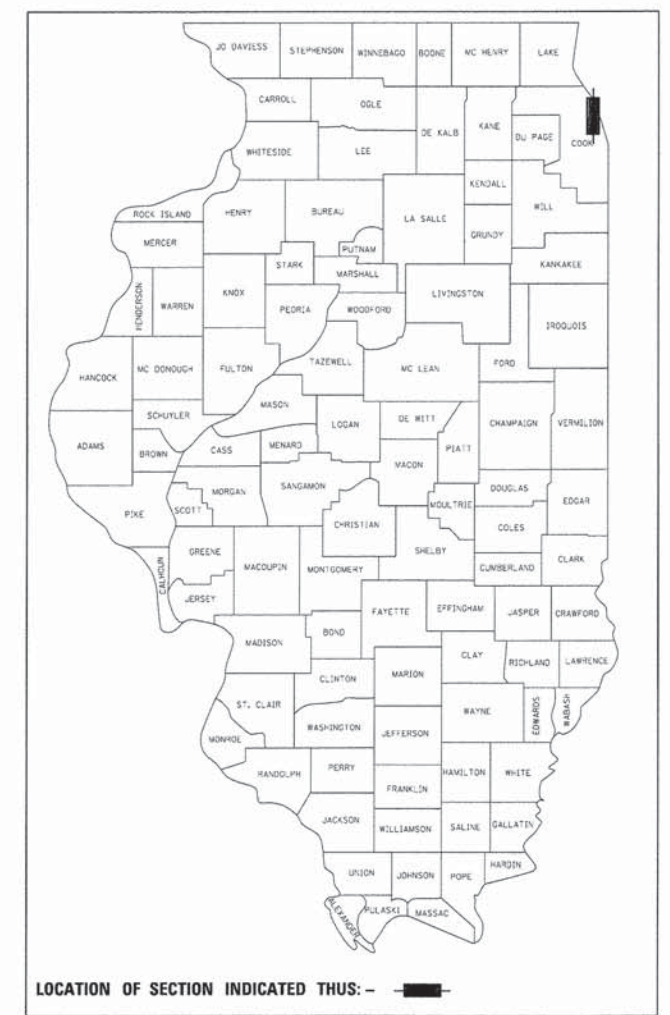 JO DAVIESS STEPHENSON WINNEBAGO BOONE MC HENRY LAKE
CARROLL OGLE DE KALB KANE DU PAGE COOK
WHITESIDE LEE
KENDALL WILL
ROCK ISLAND HENRY BUREAU LA SALLE GRUNDY
MERCER PUTNAM KANKAKEE
HENDERSON WARREN KNOX STARK MARSHALL LIVINGSTON
PEORIA WOODFORD IROQUOIS
HANCOCK MC DONOUGH FULTON TAZEWELL MC LEAN FORD
SCHUYLER MASON LOGAN DE WITT CHAMPAIGN VERMILION
ADAMS BROWN CASS MENARD MACON PIATT
PIKE SCOTT MORGAN SANGAMON CHRISTIAN MOULTRIE DOUGLAS EDGAR
COLES
CALHOUN GREENE MACOUPIN MONTGOMERY SHELBY CUMBERLAND CLARK
JERSEY FAYETTE EFFINGHAM JASPER CRAWFORD
MADISON BOND CLAY RICHLAND LAWRENCE
CLINTON MARION
ST. CLAIR WAYNE EDWARDS WABASH
MONROE WASHINGTON JEFFERSON
RANDOLPH PERRY HAMILTON WHITE
FRANKLIN
JACKSON WILLIAMSON SALINE GALLATIN
UNION JOHNSON POPE HARDIN
ALEXANDER PULASKI MASSAC
LOCATION OF SECTION INDICATED THUS: -